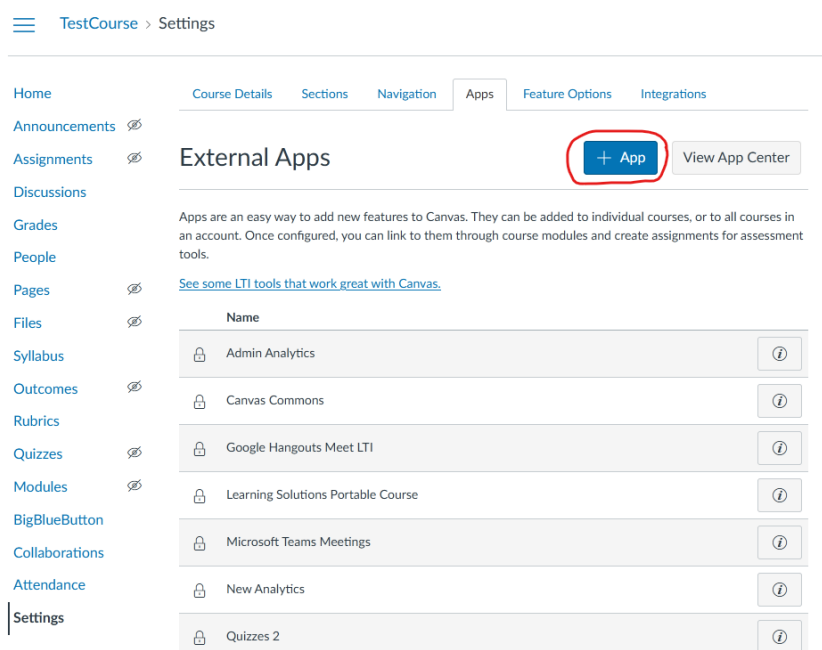 TestCourse > Settings
Home
Announcements
Assignments
Discussions
Grades
People
Pages
Files
Syllabus
Outcomes
Rubrics
Quizzes
Modules
BigBlueButton
Collaborations
Attendance
Settings
Course Details Sections Navigation Apps Feature Options Integrations
External Apps
+ App View App Center
Apps are an easy way to add new features to Canvas. They can be added to individual courses, or to all courses in
an account. Once configured, you can link to them through course modules and create assignments for assessment
tools.
See some LTI tools that work great with Canvas.
Name
Admin Analytics
Canvas Commons
Google Hangouts Meet LTI
Learning Solutions Portable Course
Microsoft Teams Meetings
New Analytics
Quizzes 2